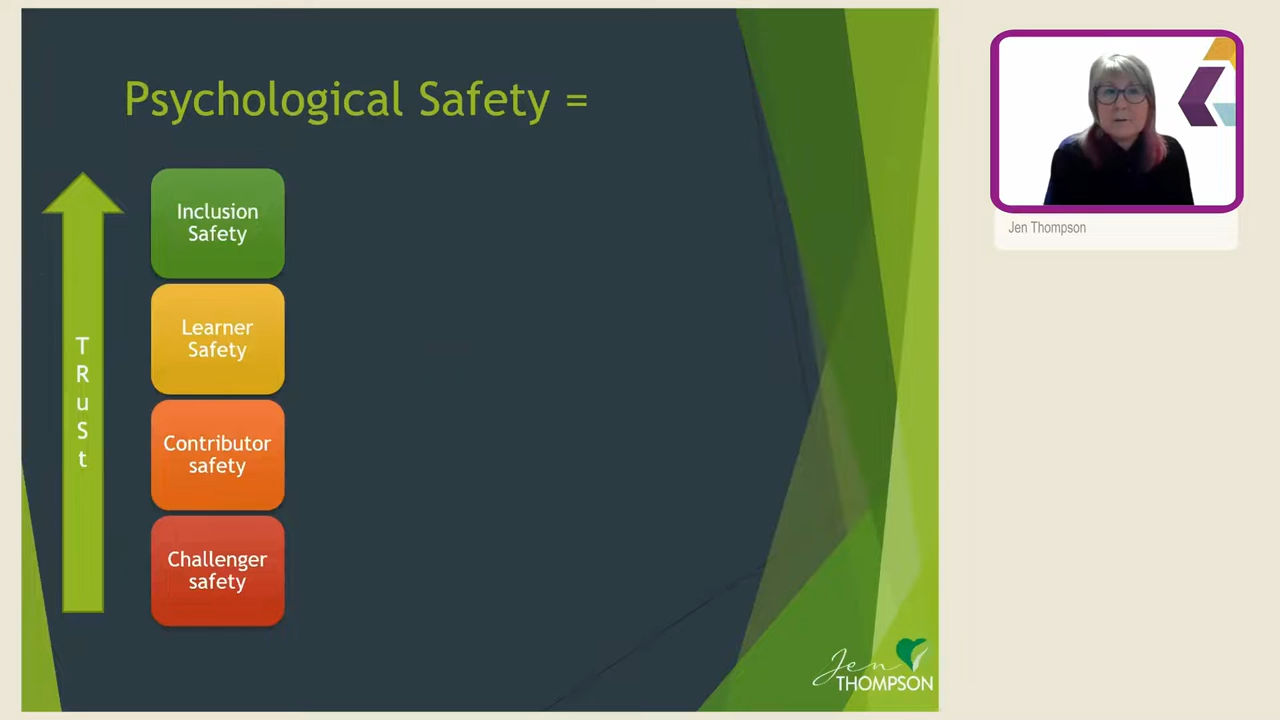 Psychological Safety =
T
R
u
S
t
Inclusion
Safety
Learner
Safety
Contributor
safety
Challenger
safety
Jen
THOMPSON
Jen Thompson